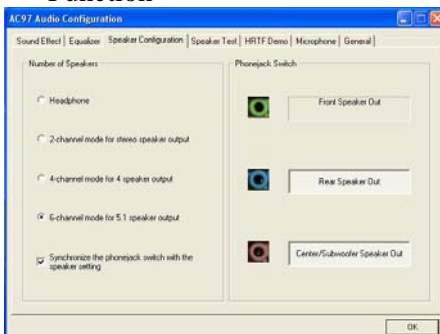 Function
AC97 Audio Configuration
Sound Effect Equalizer Speaker Configuration Speaker Test HRTF Demo Microphone General
Number of Speakers
Headphone
2-channel mode for stereo speaker output
4-channel mode for 4 speaker output
6-channel mode for 5.1 speaker output
Synchronize the phonejack switch with the
speaker setting
Phonejack Switch
Front Speaker Out
Rear Speaker Out
Center/Subwoofer Speaker Out
OK